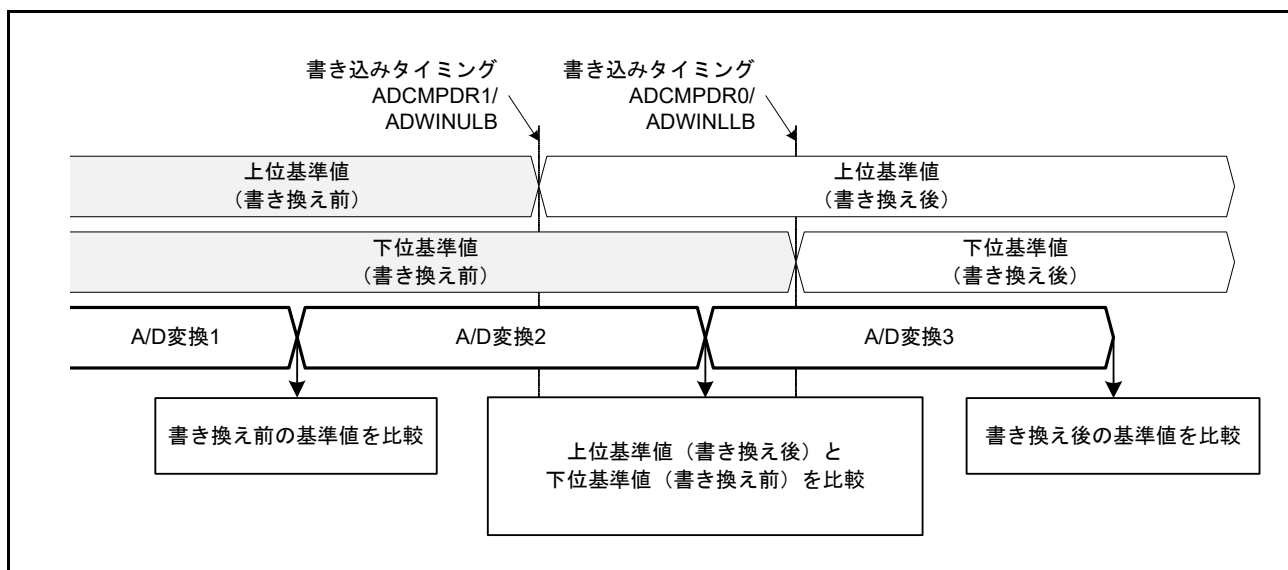 書き込みタイミング
ADCMPDR1/
ADWINULB
書き込みタイミング
ADCMPDR0/
ADWINLLB
上位基準値
（書き換え前）
上位基準値
（書き換え後）
下位基準値
（書き換え前）
下位基準値
（書き換え後）
A/D変換1
A/D変換2
A/D変換3
書き換え前の基準値を比較
上位基準値（書き換え後）と
下位基準値（書き換え前）を比較
書き換え後の基準値を比較